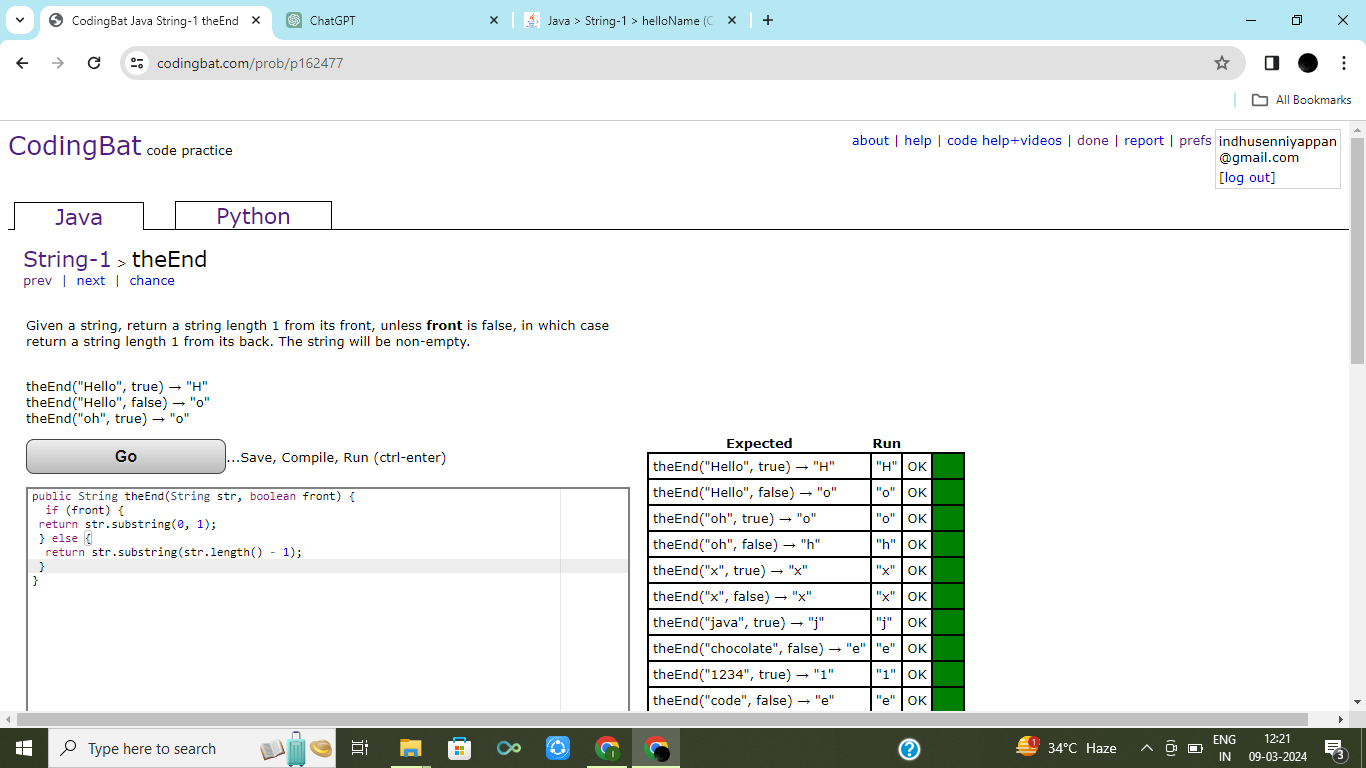 CodingBat Java String-1 theEnd
ChatGPT
Java > String-1 > helloName (C
codingbat.com/prob/p162477
All Bookmarks
CodingBat code practice
about | help | code help+videos | done | report | prefs
indhusenniyappan
@gmail.com
[log out]
Java
Python
String-1 > theEnd
prev | next | chance
Given a string, return a string length 1 from its front, unless front is false, in which case
return a string length 1 from its back. The string will be non-empty.
theEnd("Hello", true) → "H"
theEnd("Hello", false) → "o"
theEnd("oh", true) → "o"
Go
...Save, Compile, Run (ctrl-enter)
public String theEnd(String str, boolean front) {
if (front) {
return str.substring(0, 1);
} else {
return str.substring(str.length() - 1);
}
}
Expected Run
theEnd("Hello", true) → "H" "H" OK
theEnd("Hello", false) → "o" "o" OK
theEnd("oh", true) → "o" "o" OK
theEnd("oh", false) → "h" "h" OK
theEnd("x", true) → "x" "x" OK
theEnd("x", false) → "x" "x" OK
theEnd("java", true) → "j" "j" OK
theEnd("chocolate", false) → "e" "e" OK
theEnd("1234", true) → "1" "1" OK
theEnd("code", false) → "e" "e" OK
Type here to search
1
34°C Haze
ENG
IN
12:21
09-03-2024
3